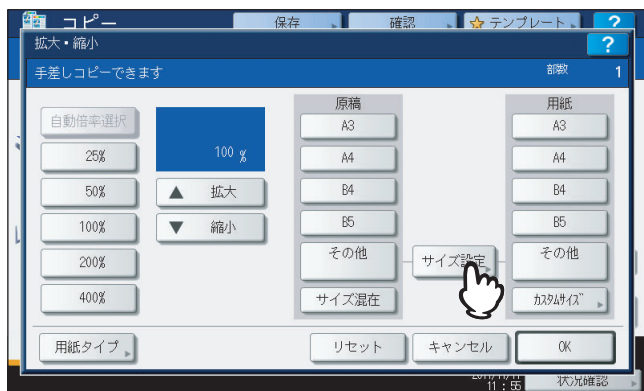 コピー 保存 確認 テンプレート ?
拡大・縮小 ?
手差しコピーできます 部数 1
自動倍率選択
25%
50%
100%
200%
400%
100 %
▲ 拡大
▼ 縮小
原稿
A3
A4
B4
B5
その他
サイズ混在
サイズ設定
用紙
A3
A4
B4
B5
その他
カスタムサイズ
用紙タイプ リセット キャンセル OK
11:55 状況確認